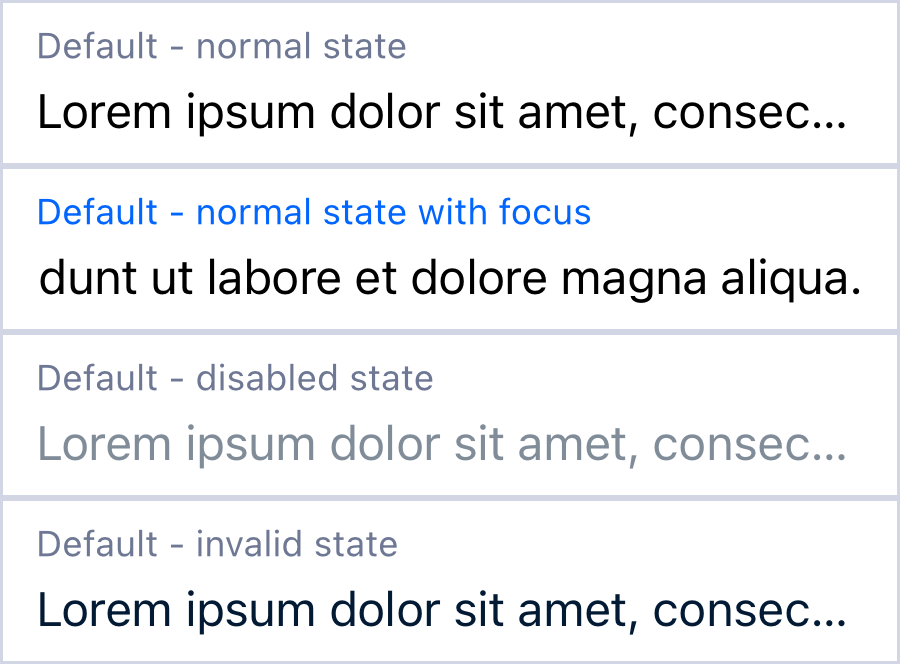 Default - normal state
Lorem ipsum dolor sit amet, consec...
Default - normal state with focus
dunt ut labore et dolore magna aliqua.
Default - disabled state
Lorem ipsum dolor sit amet, consec...
Default - invalid state
Lorem ipsum dolor sit amet, consec...